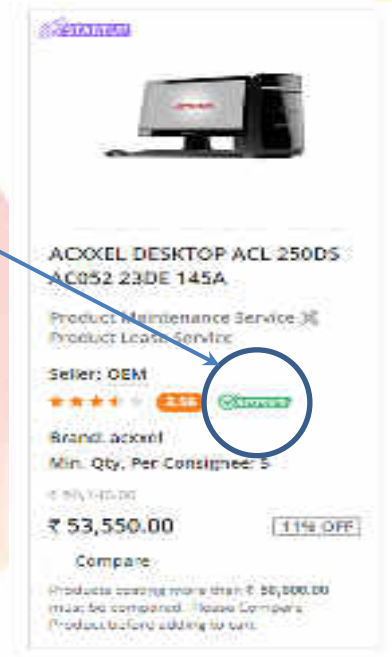 STARTUP
ACXXEL DESKTOP ACL 250DS
AC052 23DE 145A
Product Maintenance Service
Product Lease Service
Seller: OEM
Brand: acxxel
Min. Qty. Per Consignee: 5
₹ 53,550.00
11% OFF
Compare
Products costing more than ₹ 50,000.00
must be compared. Please Compare
Product before adding to cart.